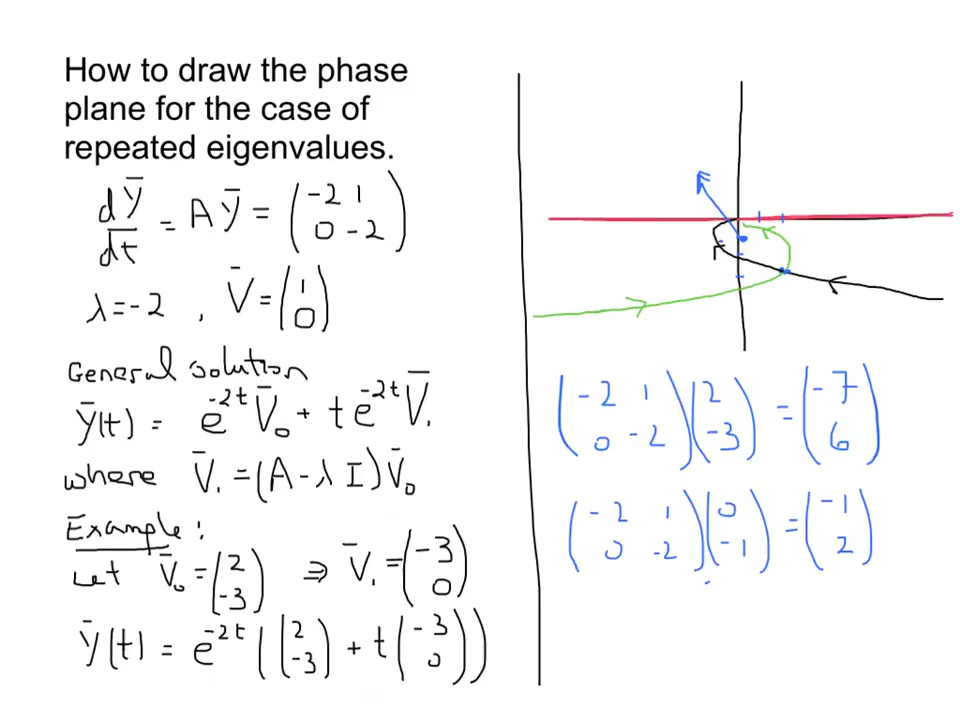 How to draw the phase
plane for the case of
repeated eigenvalues.
dȲ/dt = AȲ = (-2 1 ; 0 -2)
λ=-2 , V̄ = (1 ; 0)
General solution
Ȳ(t) = e^{-2t} V̄₀ + te^{-2t} V̄₁
where V̄₁ = (A - λ I) V̄₀
Example:
Let V̄₀ = (2 ; -3) ⇒ V̄₁ = (-3 ; 0)
Ȳ(t) = e^{-2t} ( (2 ; -3) + t (-3 ; 0) )
(-2 1 ; 0 -2) (2 ; -3) = (-7 ; 6)
(-2 1 ; 0 -2) (0 ; -1) = (-1 ; 2)